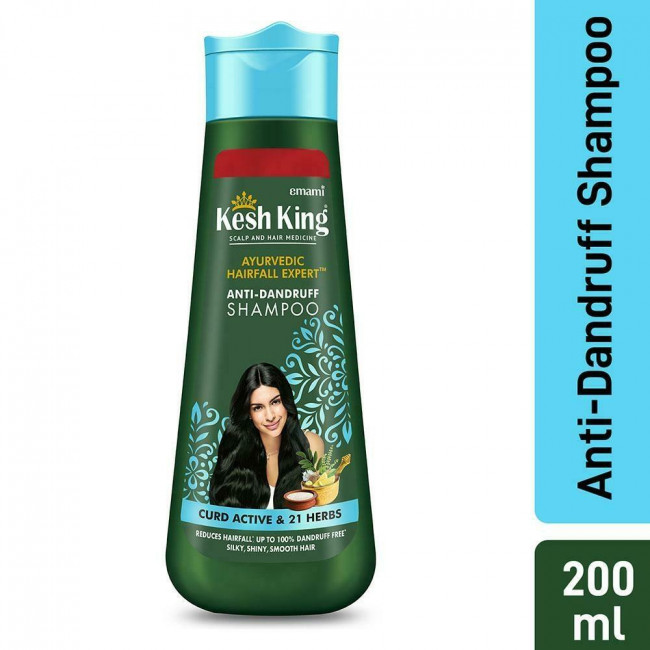 emami
Kesh King®
SCALP AND HAIR MEDICINE
AYURVEDIC
HAIRFALL EXPERT™
ANTI-DANDRUFF
SHAMPOO
CURD ACTIVE & 21 HERBS
REDUCES HAIRFALL*, UP TO 100% DANDRUFF FREE*
SILKY, SHINY, SMOOTH HAIR
Anti-Dandruff Shampoo
200
ml